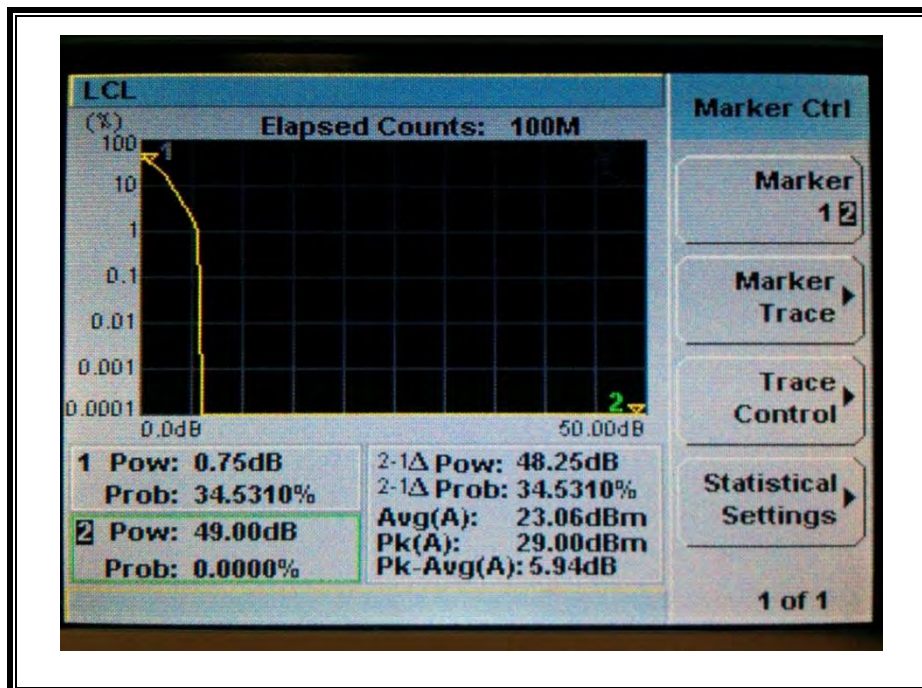 LCL
(%)
Elapsed Counts: 100M
100
10
1
0.1
0.01
0.001
0.0001
1
2
0.0dB
50.00dB
1 Pow: 0.75dB
Prob: 34.5310%
2 Pow: 49.00dB
Prob: 0.0000%
2-1Δ Pow: 48.25dB
2-1Δ Prob: 34.5310%
Avg(A): 23.06dBm
Pk(A): 29.00dBm
Pk-Avg(A): 5.94dB
Marker Ctrl
Marker
1 2
Marker
Trace
Trace
Control
Statistical
Settings
1 of 1